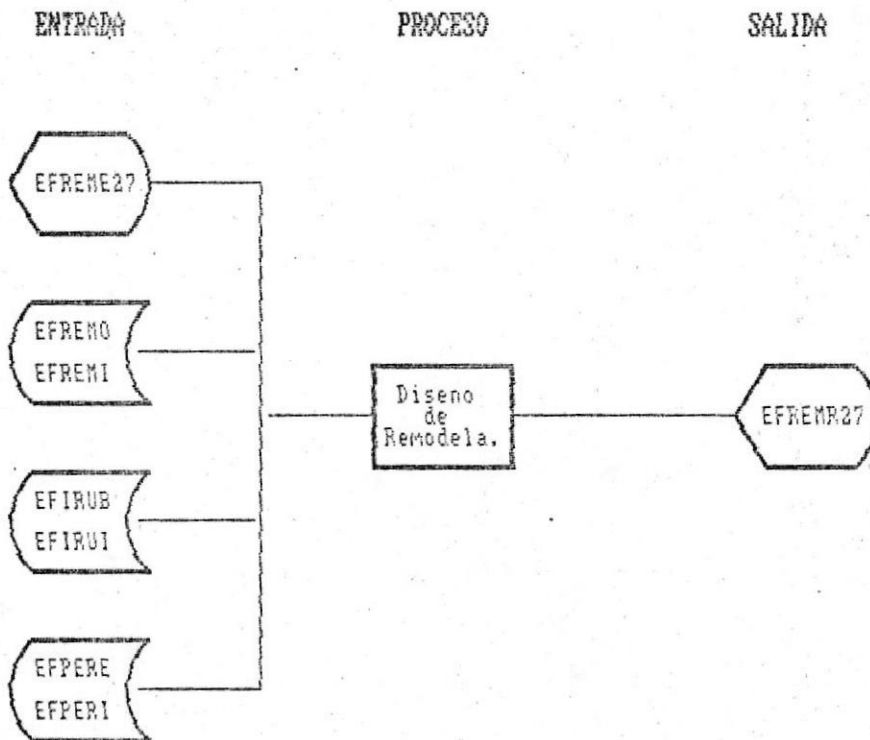 ENTRADA PROCESO SALIDA
EFREME27
EFREMO
EFREMI
EFIRUB
EFIRUI
EFPERE
EFPERI
Diseno
de
Remodela.
EFREMR27